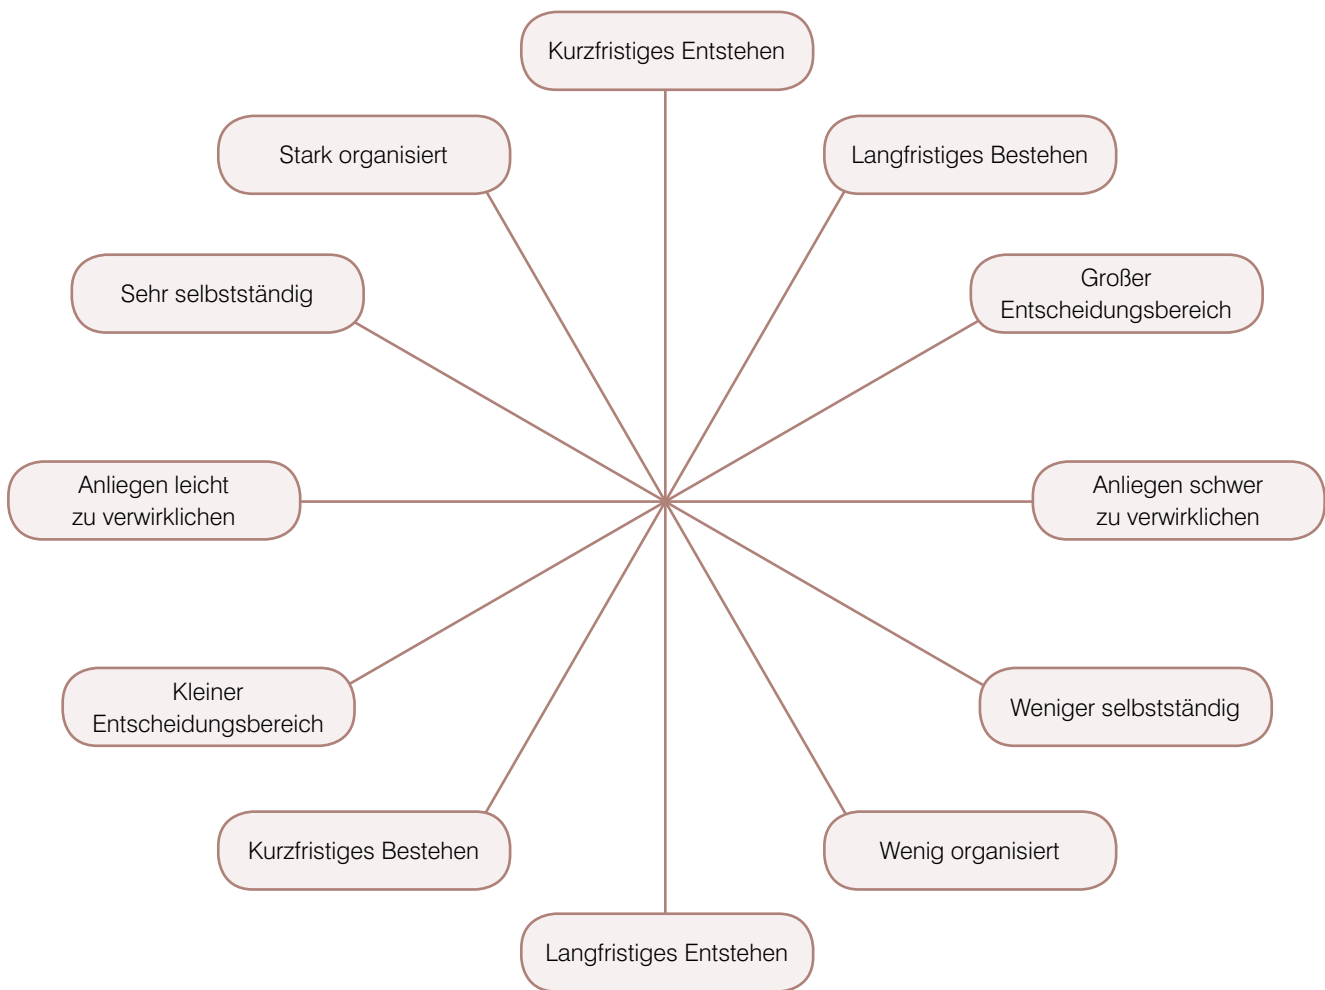 Kurzfristiges Entstehen
Stark organisiert
Langfristiges Bestehen
Sehr selbstständig
Großer
Entscheidungsbereich
Anliegen leicht
zu verwirklichen
Anliegen schwer
zu verwirklichen
Kleiner
Entscheidungsbereich
Weniger selbstständig
Kurzfristiges Bestehen
Wenig organisiert
Langfristiges Entstehen